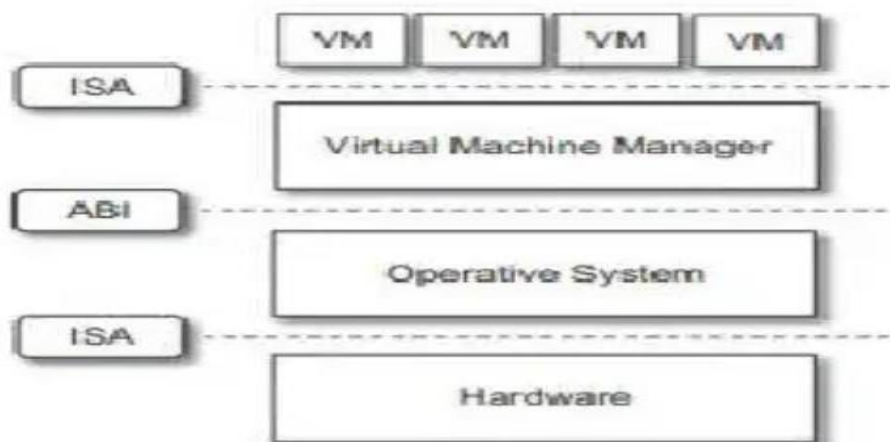 VM VM VM VM
ISA
Virtual Machine Manager
ABI
Operative System
ISA
Hardware